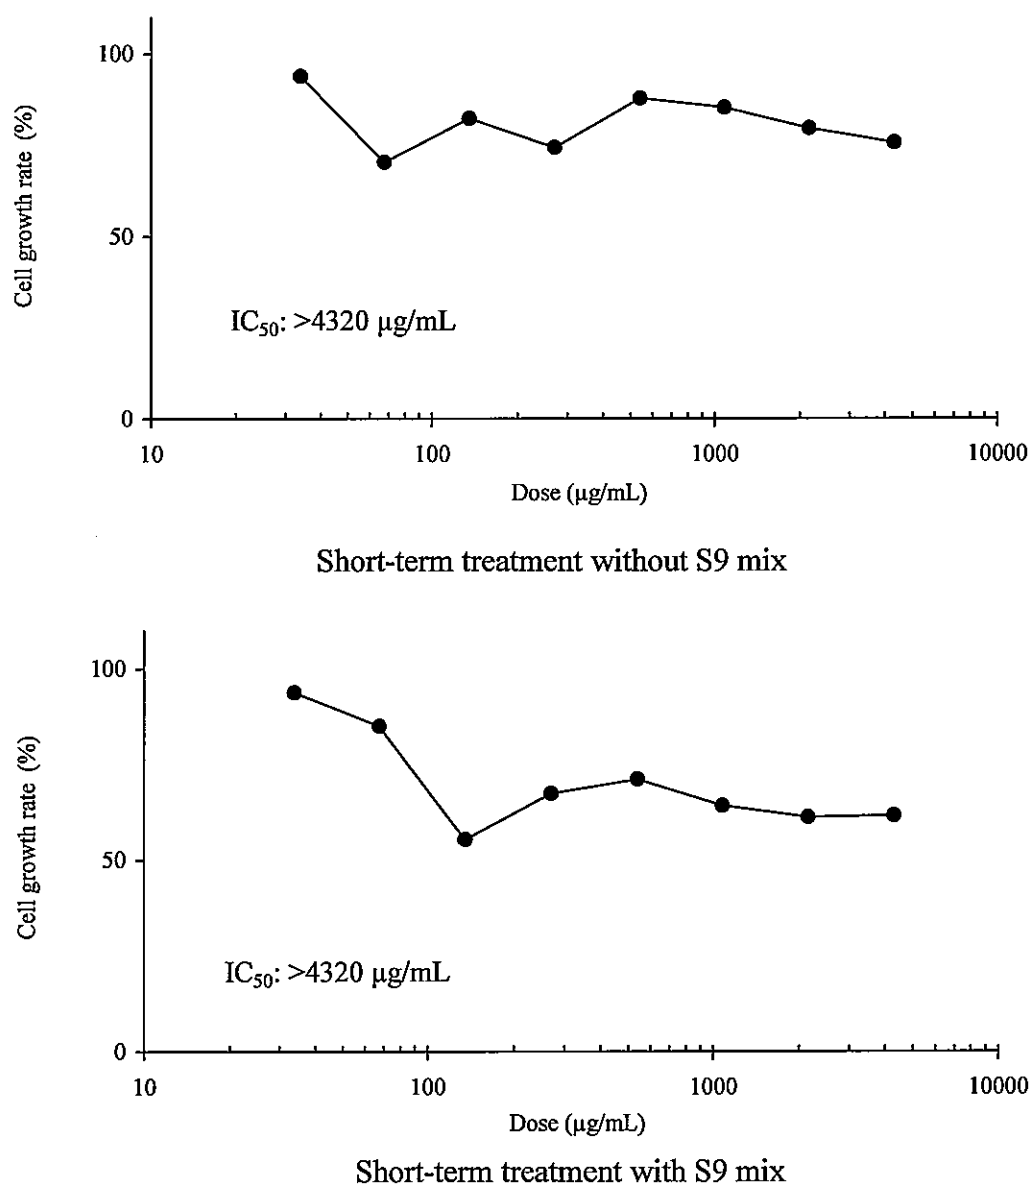 100
50
0
Cell growth rate (%)
IC₅₀: >4320 µg/mL
10 100 1000 10000
Dose (µg/mL)
Short-term treatment without S9 mix
100
50
0
Cell growth rate (%)
IC₅₀: >4320 µg/mL
10 100 1000 10000
Dose (µg/mL)
Short-term treatment with S9 mix